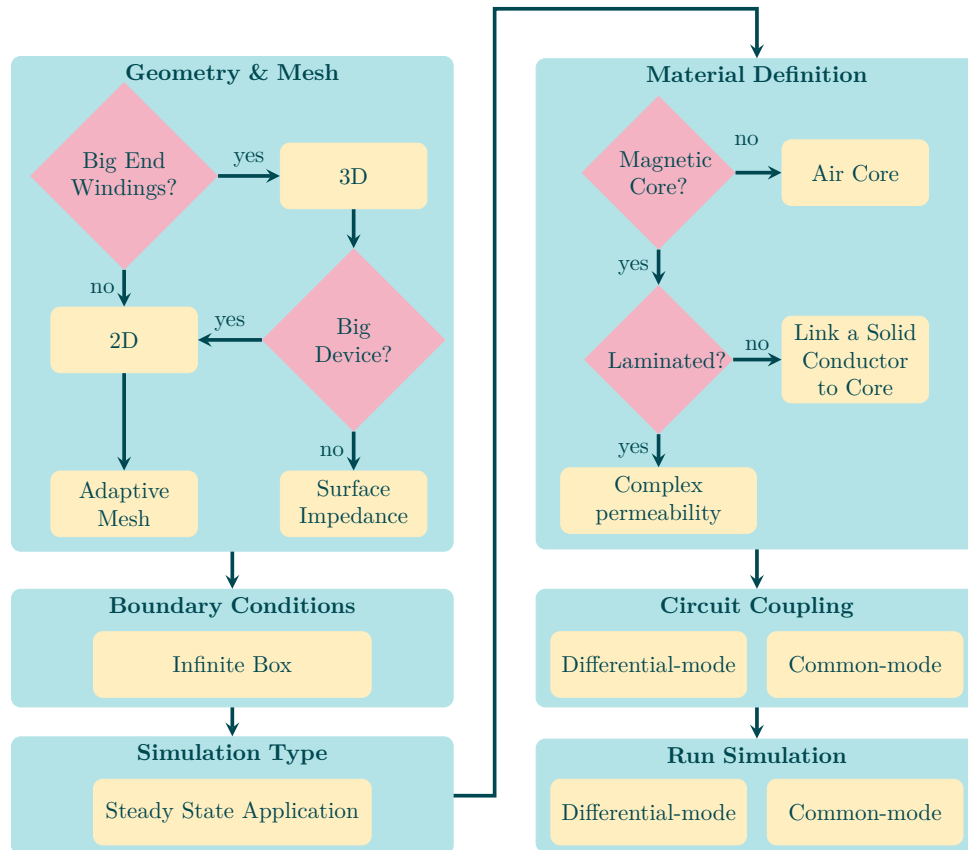 Geometry & Mesh
Big End
Windings?
yes
3D
no
2D
yes
Big
Device?
no
Adaptive
Mesh
Surface
Impedance
Boundary Conditions
Infinite Box
Simulation Type
Steady State Application
Material Definition
Magnetic
Core?
no
Air Core
yes
Laminated?
no
Link a Solid
Conductor
to Core
yes
Complex
permeability
Circuit Coupling
Differential-mode
Common-mode
Run Simulation
Differential-mode
Common-mode